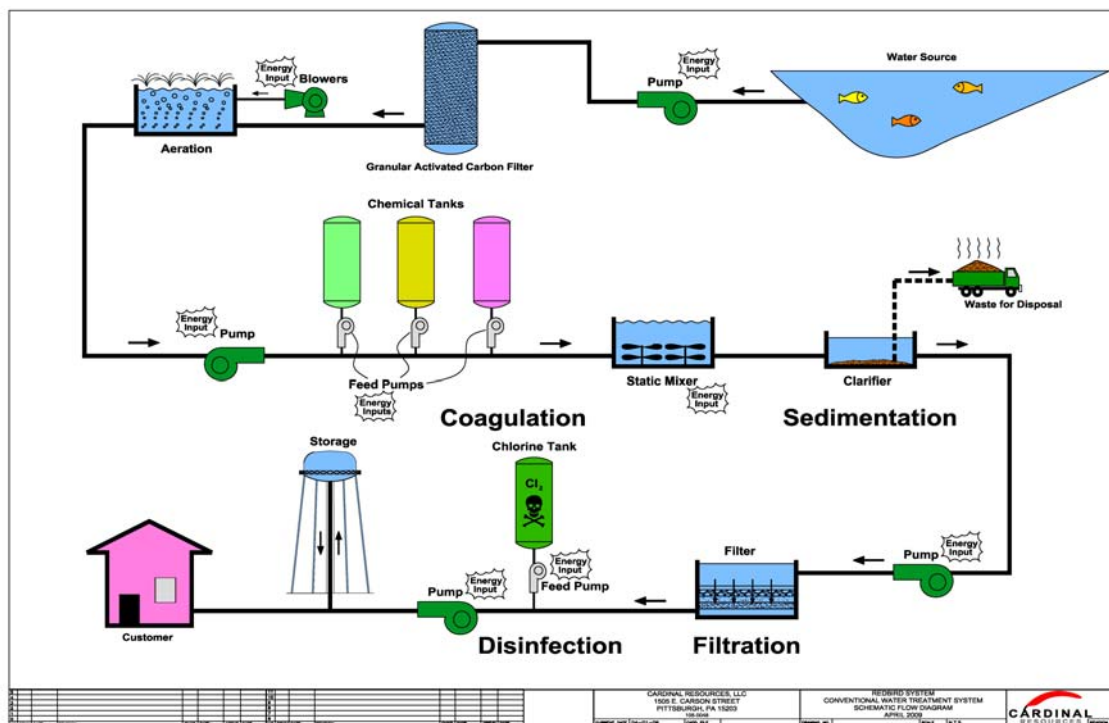 Water Source
Energy
Input
Pump
Energy
Input
Blowers
Aeration
Granular Activated Carbon Filter
Chemical Tanks
Waste for Disposal
Energy
Input
Pump
Feed Pumps
Energy
Inputs
Static Mixer
Energy
Input
Clarifier
Coagulation
Sedimentation
Storage
Chlorine Tank
Cl2
Energy
Input
Feed Pump
Filter
Energy
Input
Pump
Energy
Input
Pump
Customer
Disinfection
Filtration
CARDINAL RESOURCES, LLC
1505 E. CARSON STREET
PITTSBURGH, PA 15203
REDBIRD SYSTEM
CONVENTIONAL WATER TREATMENT SYSTEM
SCHEMATIC FLOW DIAGRAM
APRIL 2009
CARDINAL
RESOURCES